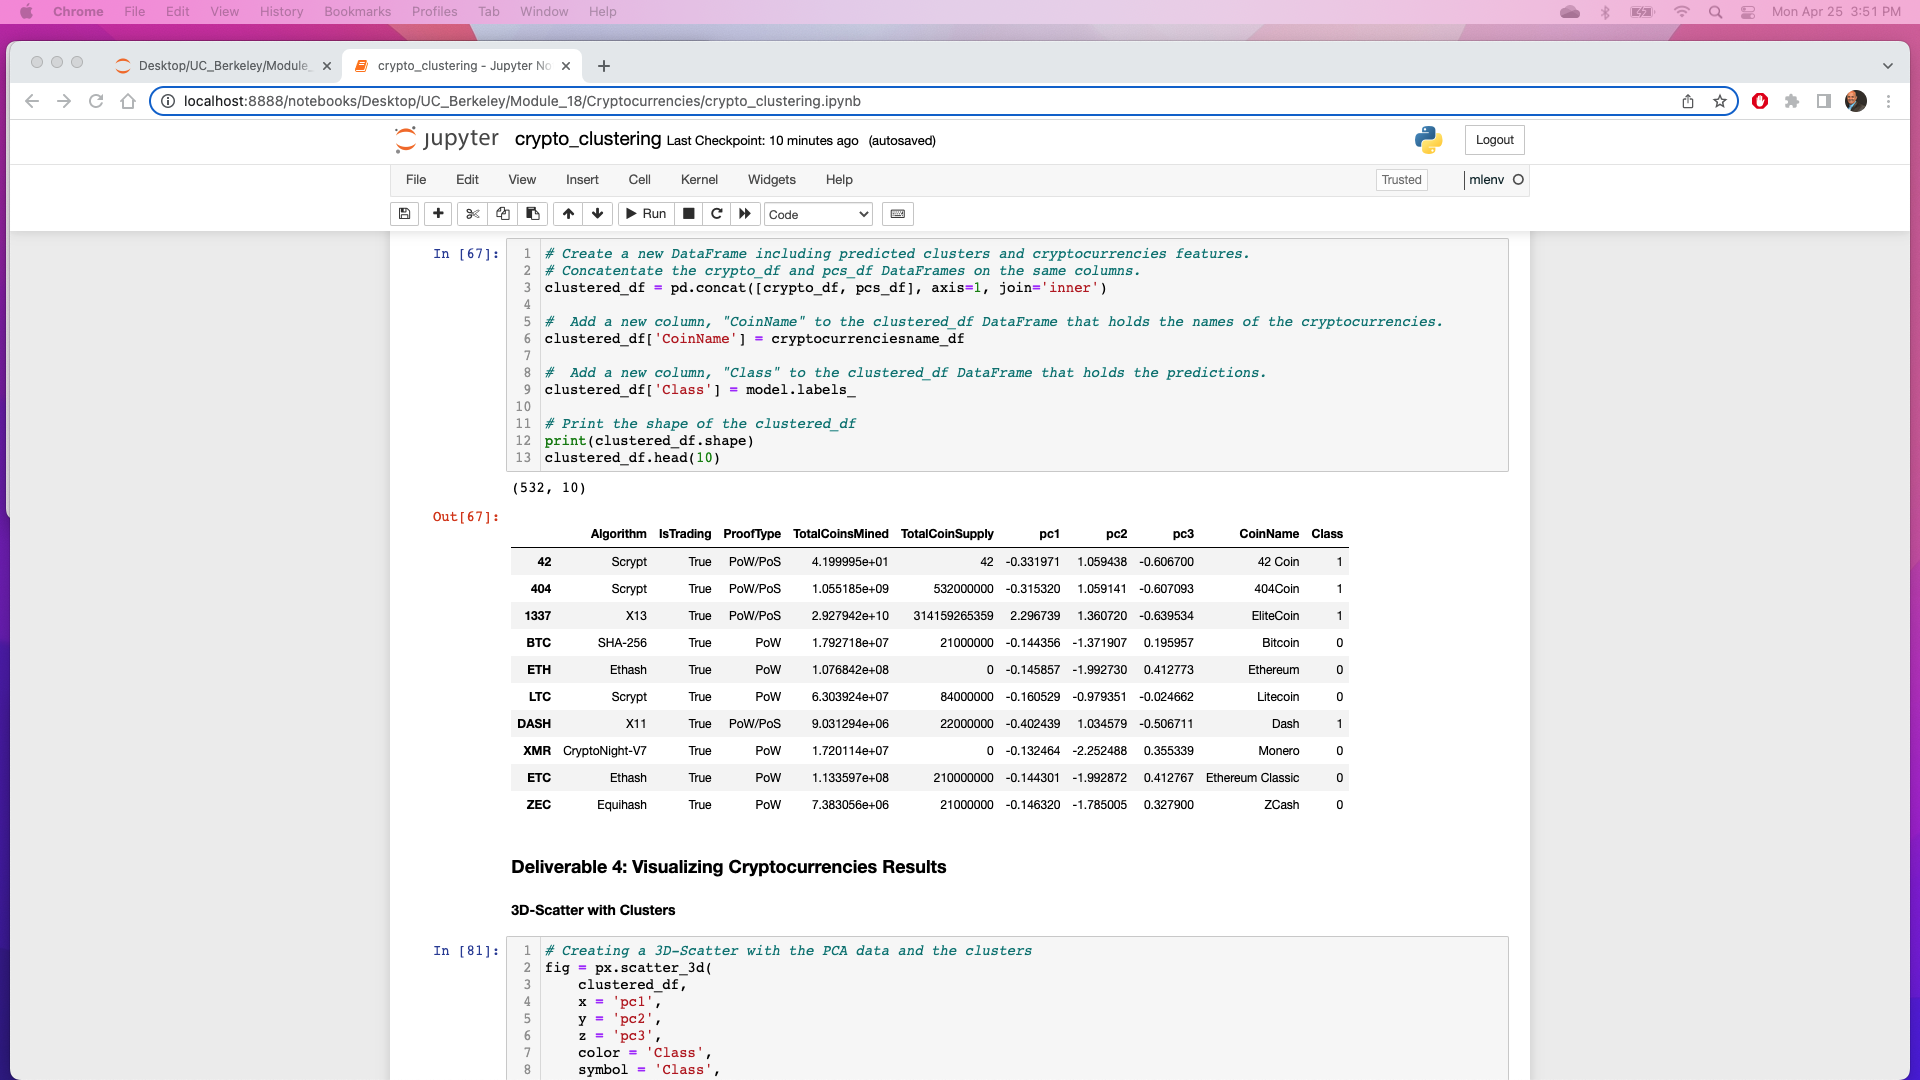 Chrome File Edit View History Bookmarks Profiles Tab Window Help Mon Apr 25 3:51 PM
Desktop/UC_Berkeley/Module_ crypto_clustering - Jupyter No
localhost:8888/notebooks/Desktop/UC_Berkeley/Module_18/Cryptocurrencies/crypto_clustering.ipynb
jupyter crypto_clustering Last Checkpoint: 10 minutes ago (autosaved) Logout
File Edit View Insert Cell Kernel Widgets Help Trusted mlenv
Run Code
In [67]: 1 # Create a new DataFrame including predicted clusters and cryptocurrencies features.
2 # Concatentate the crypto_df and pcs_df DataFrames on the same columns.
3 clustered_df = pd.concat([crypto_df, pcs_df], axis=1, join='inner')
4
5 #  Add a new column, "CoinName" to the clustered_df DataFrame that holds the names of the cryptocurrencies.
6 clustered_df['CoinName'] = cryptocurrenciesname_df
7
8 #  Add a new column, "Class" to the clustered_df DataFrame that holds the predictions.
9 clustered_df['Class'] = model.labels_
10
11 # Print the shape of the clustered_df
12 print(clustered_df.shape)
13 clustered_df.head(10)
(532, 10)
Out[67]:
Algorithm IsTrading ProofType TotalCoinsMined TotalCoinSupply pc1 pc2 pc3 CoinName Class
42 Scrypt True PoW/PoS 4.199995e+01 42 -0.331971 1.059438 -0.606700 42 Coin 1
404 Scrypt True PoW/PoS 1.055185e+09 532000000 -0.315320 1.059141 -0.607093 404Coin 1
1337 X13 True PoW/PoS 2.927942e+10 314159265359 2.296739 1.360720 -0.639534 EliteCoin 1
BTC SHA-256 True PoW 1.792718e+07 21000000 -0.144356 -1.371907 0.195957 Bitcoin 0
ETH Ethash True PoW 1.076842e+08 0 -0.145857 -1.992730 0.412773 Ethereum 0
LTC Scrypt True PoW 6.303924e+07 84000000 -0.160529 -0.979351 -0.024662 Litecoin 0
DASH X11 True PoW/PoS 9.031294e+06 22000000 -0.402439 1.034579 -0.506711 Dash 1
XMR CryptoNight-V7 True PoW 1.720114e+07 0 -0.132464 -2.252488 0.355339 Monero 0
ETC Ethash True PoW 1.133597e+08 210000000 -0.144301 -1.992872 0.412767 Ethereum Classic 0
ZEC Equihash True PoW 7.383056e+06 21000000 -0.146320 -1.785005 0.327900 ZCash 0
Deliverable 4: Visualizing Cryptocurrencies Results
3D-Scatter with Clusters
In [81]: 1 # Creating a 3D-Scatter with the PCA data and the clusters
2 fig = px.scatter_3d(
3     clustered_df,
4     x = 'pc1',
5     y = 'pc2',
6     z = 'pc3',
7     color = 'Class',
8     symbol = 'Class',